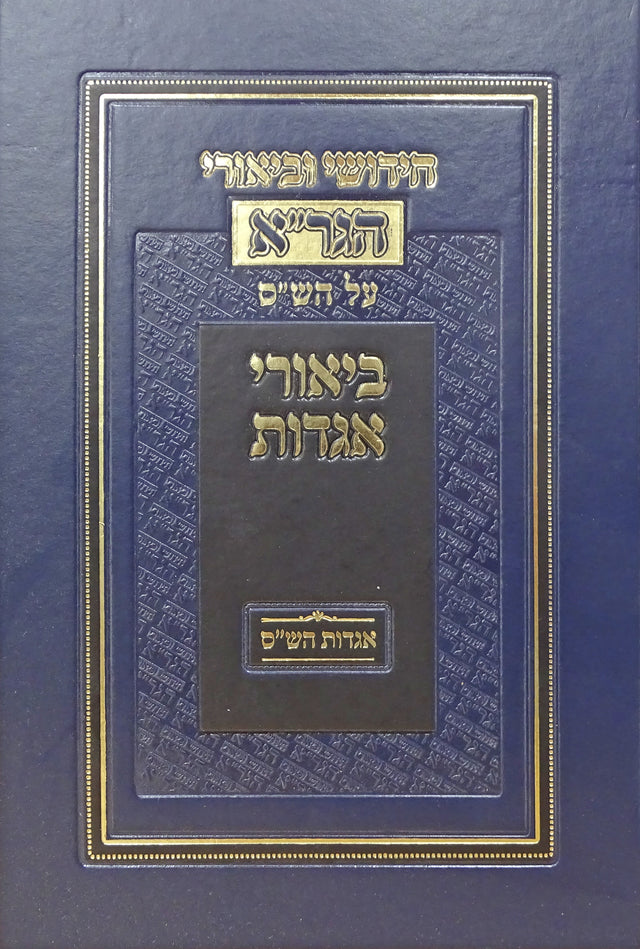 חידושי וביאורי
הגר״א
על הש״ס
ביאורי
אגדות
אגדות הש״ס